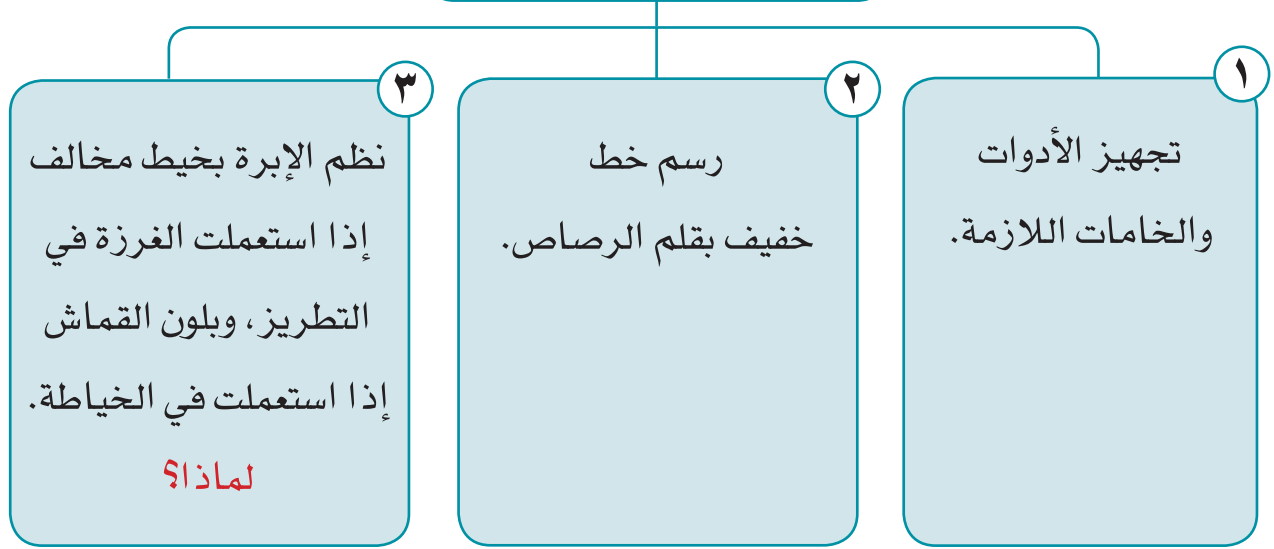 ١
تجهيز الأدوات
والخامات اللازمة.
٢
رسم خط
خفيف بقلم الرصاص.
٣
نظم الإبرة بخيط مخالف
إذا استعملت الغرزة في
التطريز، وبلون القماش
إذا استعملت في الخياطة.
لماذا؟